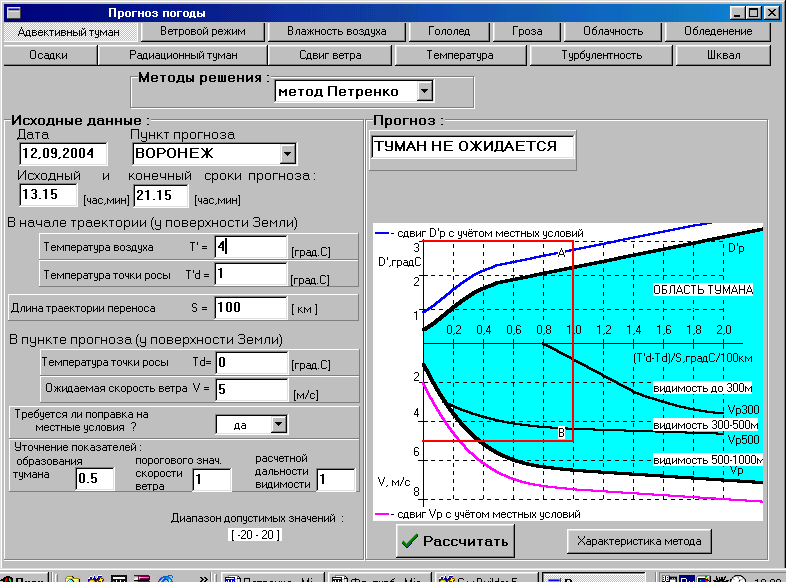 Прогноз погоды
Адвективный туман Ветровой режим Влажность воздуха Гололед Гроза Облачность Обледенение
Осадки Радиационный туман Сдвиг ветра Температура Турбулентность Шквал
Методы решения :
метод Петренко
Исходные данные :
Дата Пункт прогноза
12,09,2004 ВОРОНЕЖ
Исходный и конечный сроки прогноза :
13.15 [час,мин] 21.15 [час,мин]
В начале траектории (у поверхности Земли)
Температура воздуха T' = 4 [град.С]
Температура точки росы T'd = 1 [град.С]
Длина траектории переноса S = 100 [ км ]
В пункте прогноза (у поверхности Земли)
Температура точки росы Td= 0 [град.С]
Ожидаемая скорость ветра V = 5 [м/с]
Требуется ли поправка на
местные условия ? да
Уточнение показателей :
образования
тумана 0.5
порогового знач.
скорости
ветра 1
расчетной
дальности
видимости 1
Диапазон допустимых значений :
[ -20 - 20 ]
Прогноз :
ТУМАН НЕ ОЖИДАЕТСЯ
- сдвиг D'p с учётом местных условий
3
D',градС
A
D'p
2
ОБЛАСТЬ ТУМАНА
1
0,2 0,4 0,6 0,8 1,0 1,2 1,4 1,6 1,8 2,0
(T'd-Td)/S,градС/100км
2
видимость до 300м
Vp300
4
видимость 300-500м
B
Vp500
6
видимость 500-1000м
Vp
V, м/с
8
- сдвиг Vp с учётом местных условий
Рассчитать
Характеристика метода